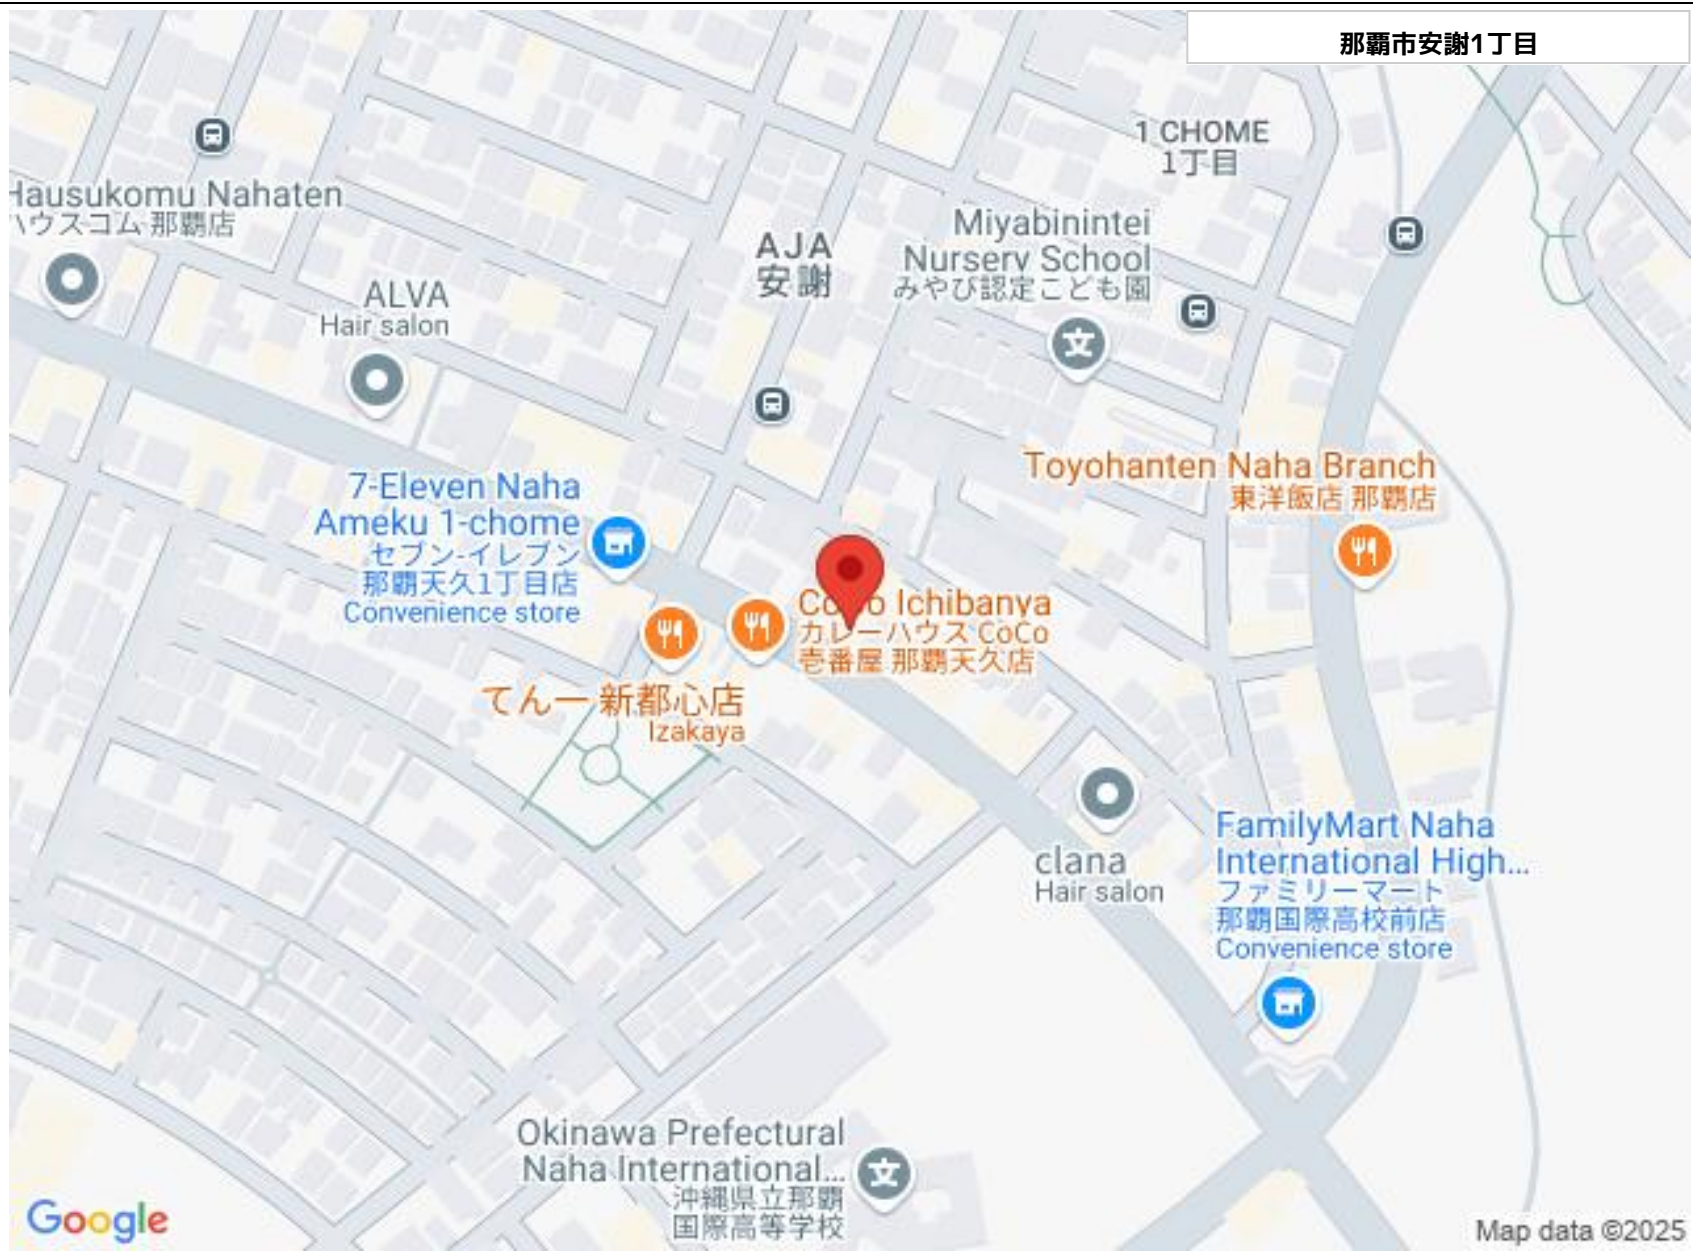 那覇市安謝1丁目
1 CHOME
1丁目
Hausukomu Nahaten
ハウスコム 那覇店
Miyabinintei
Nursery School
みやび認定こども園
AJA
安謝
ALVA
Hair salon
Toyohanten Naha Branch
東洋飯店 那覇店
7-Eleven Naha
Ameku 1-chome
セブン-イレブン
那覇天久1丁目店
Convenience store
CoCo Ichibanya
カレーハウス CoCo
壱番屋 那覇天久店
てん一 新都心店
Izakaya
clana
Hair salon
FamilyMart Naha
International High...
ファミリーマート
那覇国際高校前店
Convenience store
Okinawa Prefectural
Naha International...
沖縄県立那覇
国際高等学校
Google
Map data ©2025